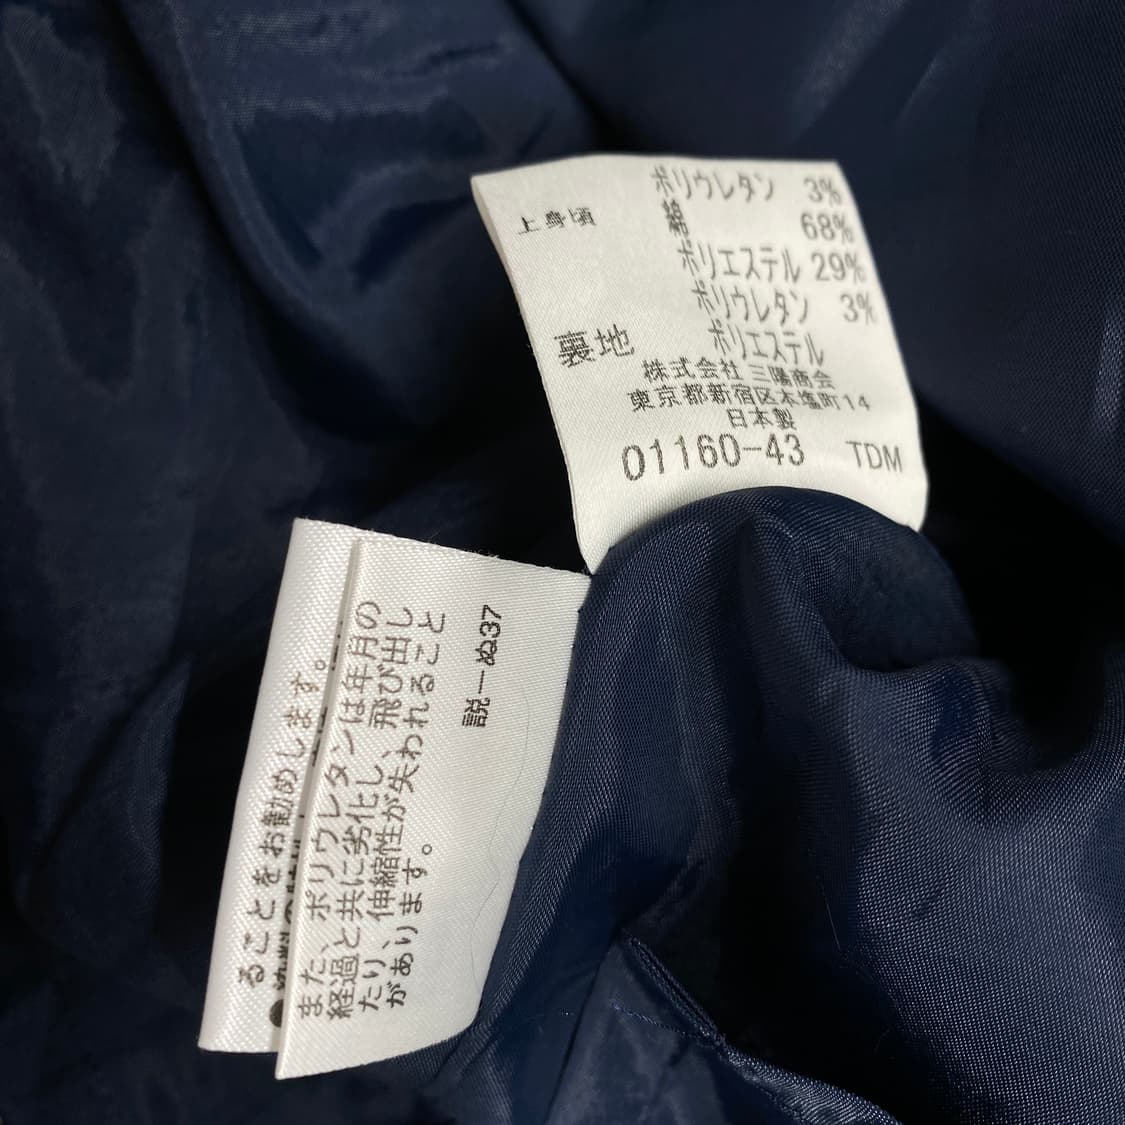 ポリウレタン 3%
上身頃 綿 68%
ポリエステル 29%
ポリウレタン 3%
裏地 ポリエステル
株式会社 三陽商会
東京都新宿区本塩町14
日本製
01160-43 TDM
ることをお勧めします。
また、ポリウレタンは年月の
経過と共に劣化し、飛び出し
たり、伸縮性が失われること
があります。
説ーぬ37